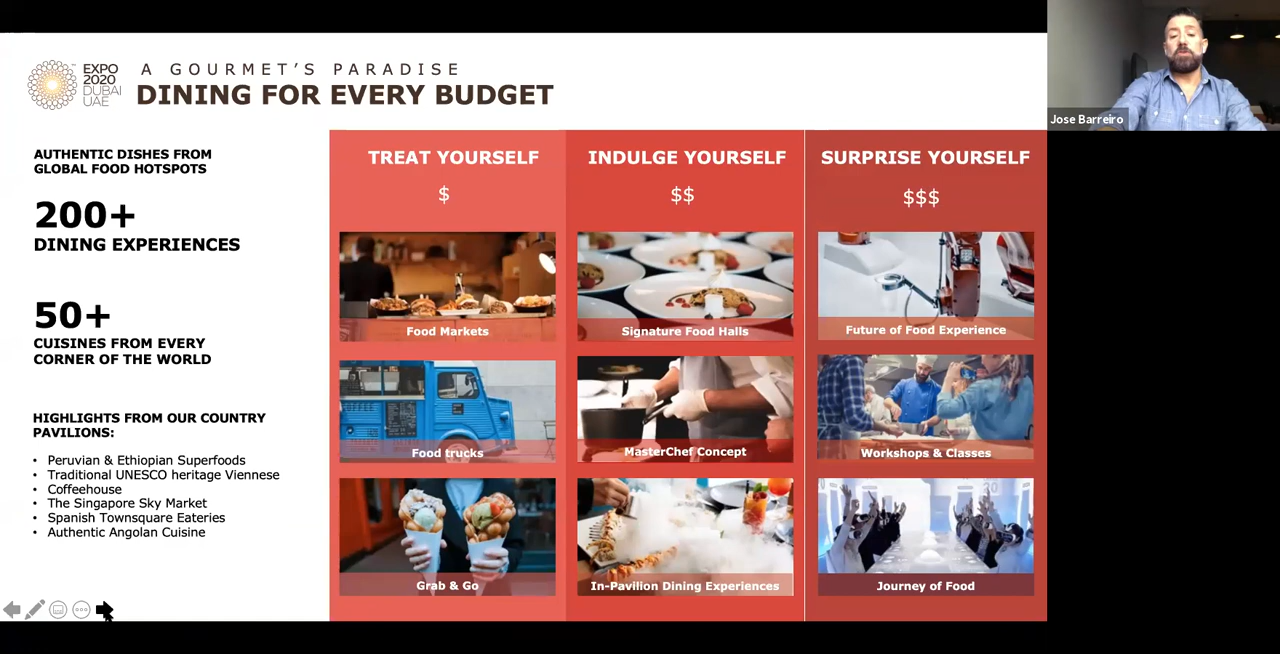 EXPO
2020
DUBAI
UAE
A GOURMET'S PARADISE
DINING FOR EVERY BUDGET
Jose Barreiro
AUTHENTIC DISHES FROM
GLOBAL FOOD HOTSPOTS
200+
DINING EXPERIENCES
50+
CUISINES FROM EVERY
CORNER OF THE WORLD
HIGHLIGHTS FROM OUR COUNTRY
PAVILIONS:
• Peruvian & Ethiopian Superfoods
• Traditional UNESCO heritage Viennese
• Coffeehouse
• The Singapore Sky Market
• Spanish Townsquare Eateries
• Authentic Angolan Cuisine
TREAT YOURSELF
$
Food Markets
Food trucks
Grab & Go
INDULGE YOURSELF
$$
Signature Food Halls
MasterChef Concept
In-Pavilion Dining Experiences
SURPRISE YOURSELF
$$$
Future of Food Experience
Workshops & Classes
Journey of Food